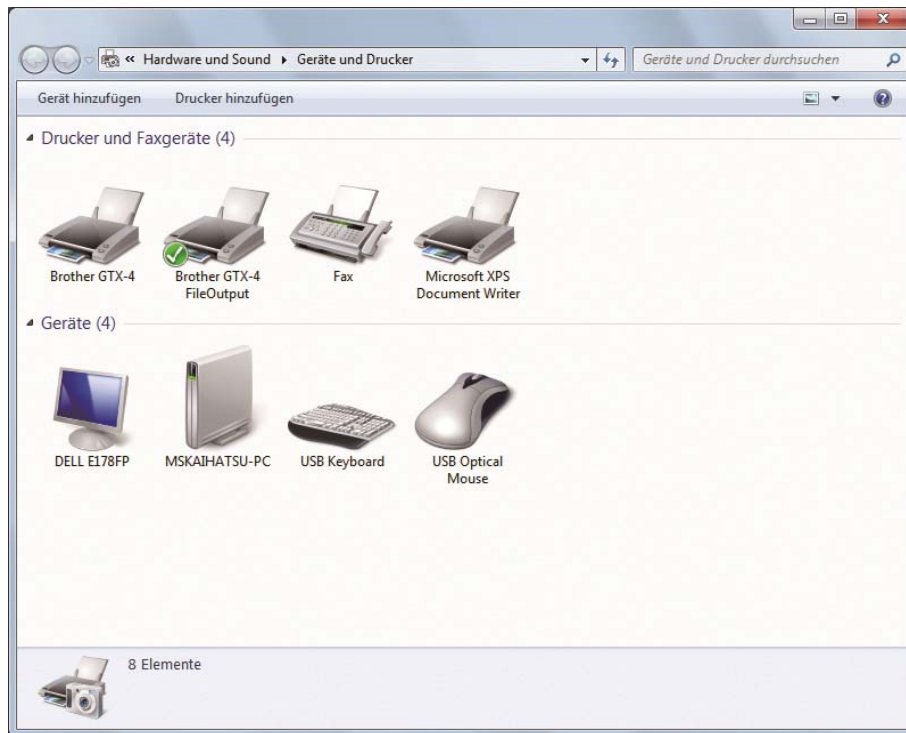 « Hardware und Sound ▸ Geräte und Drucker
Geräte und Drucker durchsuchen
Gerät hinzufügen Drucker hinzufügen
Drucker und Faxgeräte (4)
Brother GTX-4
Brother GTX-4
FileOutput
Fax
Microsoft XPS
Document Writer
Geräte (4)
DELL E178FP
MSKAIHATSU-PC
USB Keyboard
USB Optical
Mouse
8 Elemente